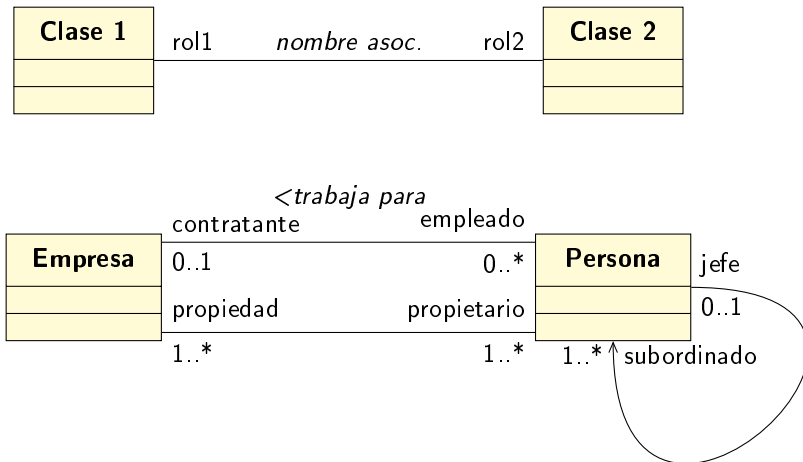 Clase 1
rol1 nombre asoc. rol2
Clase 2
<trabaja para
contratante empleado
Empresa 0..1 0..* Persona jefe
propiedad propietario 0..1
1..* 1..* 1..* subordinado